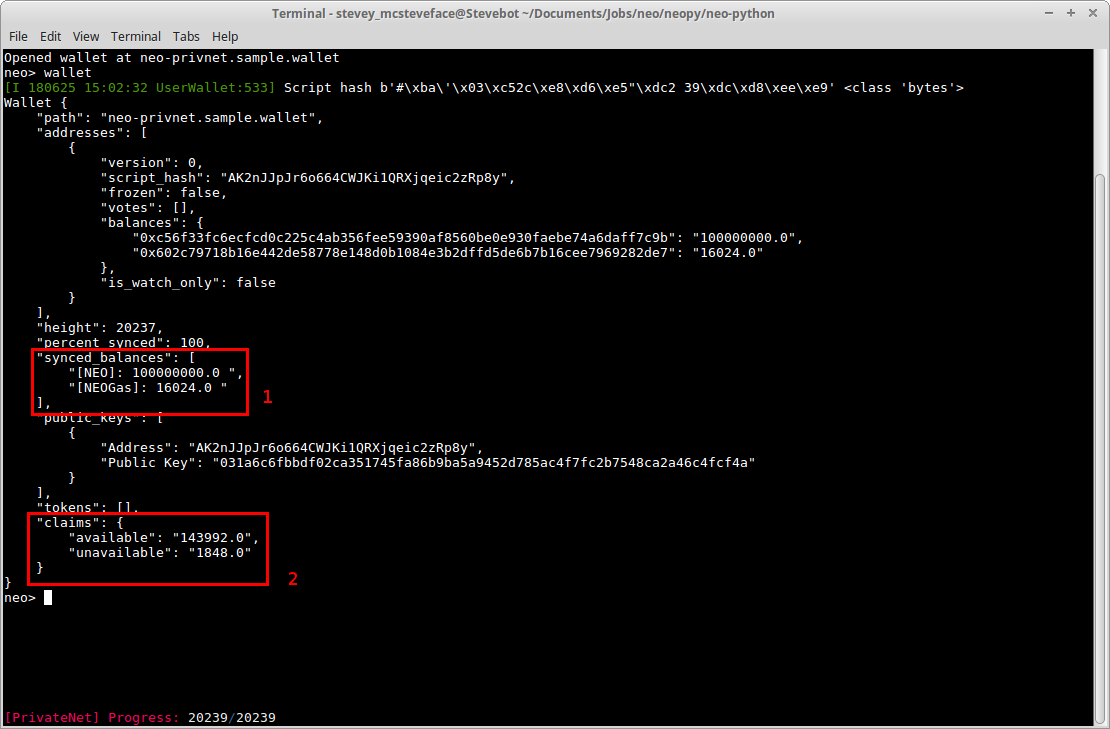 Terminal - stevey_mcsteveface@Stevebot ~/Documents/Jobs/neo/neopy/neo-python
File Edit View Terminal Tabs Help
Opened wallet at neo-privnet.sample.wallet
neo> wallet
[I 180625 15:02:32 UserWallet:533] Script hash b'#\xba\'\x03\xc52c\xe8\xd6\xe5"\xdc2 39\xdc\xd8\xee\xe9' <class 'bytes'>
Wallet {
    "path": "neo-privnet.sample.wallet",
    "addresses": [
        {
            "version": 0,
            "script_hash": "AK2nJJpJr6o664CWJKi1QRXjqeic2zRp8y",
            "frozen": false,
            "votes": [],
            "balances": {
                "0xc56f33fc6ecfcd0c225c4ab356fee59390af8560be0e930faebe74a6daff7c9b": "100000000.0",
                "0x602c79718b16e442de58778e148d0b1084e3b2dffd5de6b7b16cee7969282de7": "16024.0"
            },
            "is_watch_only": false
        }
    ],
    "height": 20237,
    "percent_synced": 100,
    "synced_balances": [
        "[NEO]: 100000000.0 ",
        "[NEOGas]: 16024.0 "
    ],
1
    "public_keys": [
        {
            "Address": "AK2nJJpJr6o664CWJKi1QRXjqeic2zRp8y",
            "Public Key": "031a6c6fbbdf02ca351745fa86b9ba5a9452d785ac4f7fc2b7548ca2a46c4fcf4a"
        }
    ],
    "tokens": [],
    "claims": {
        "available": "143992.0",
        "unavailable": "1848.0"
    }
2
}
neo>
[PrivateNet] Progress: 20239/20239